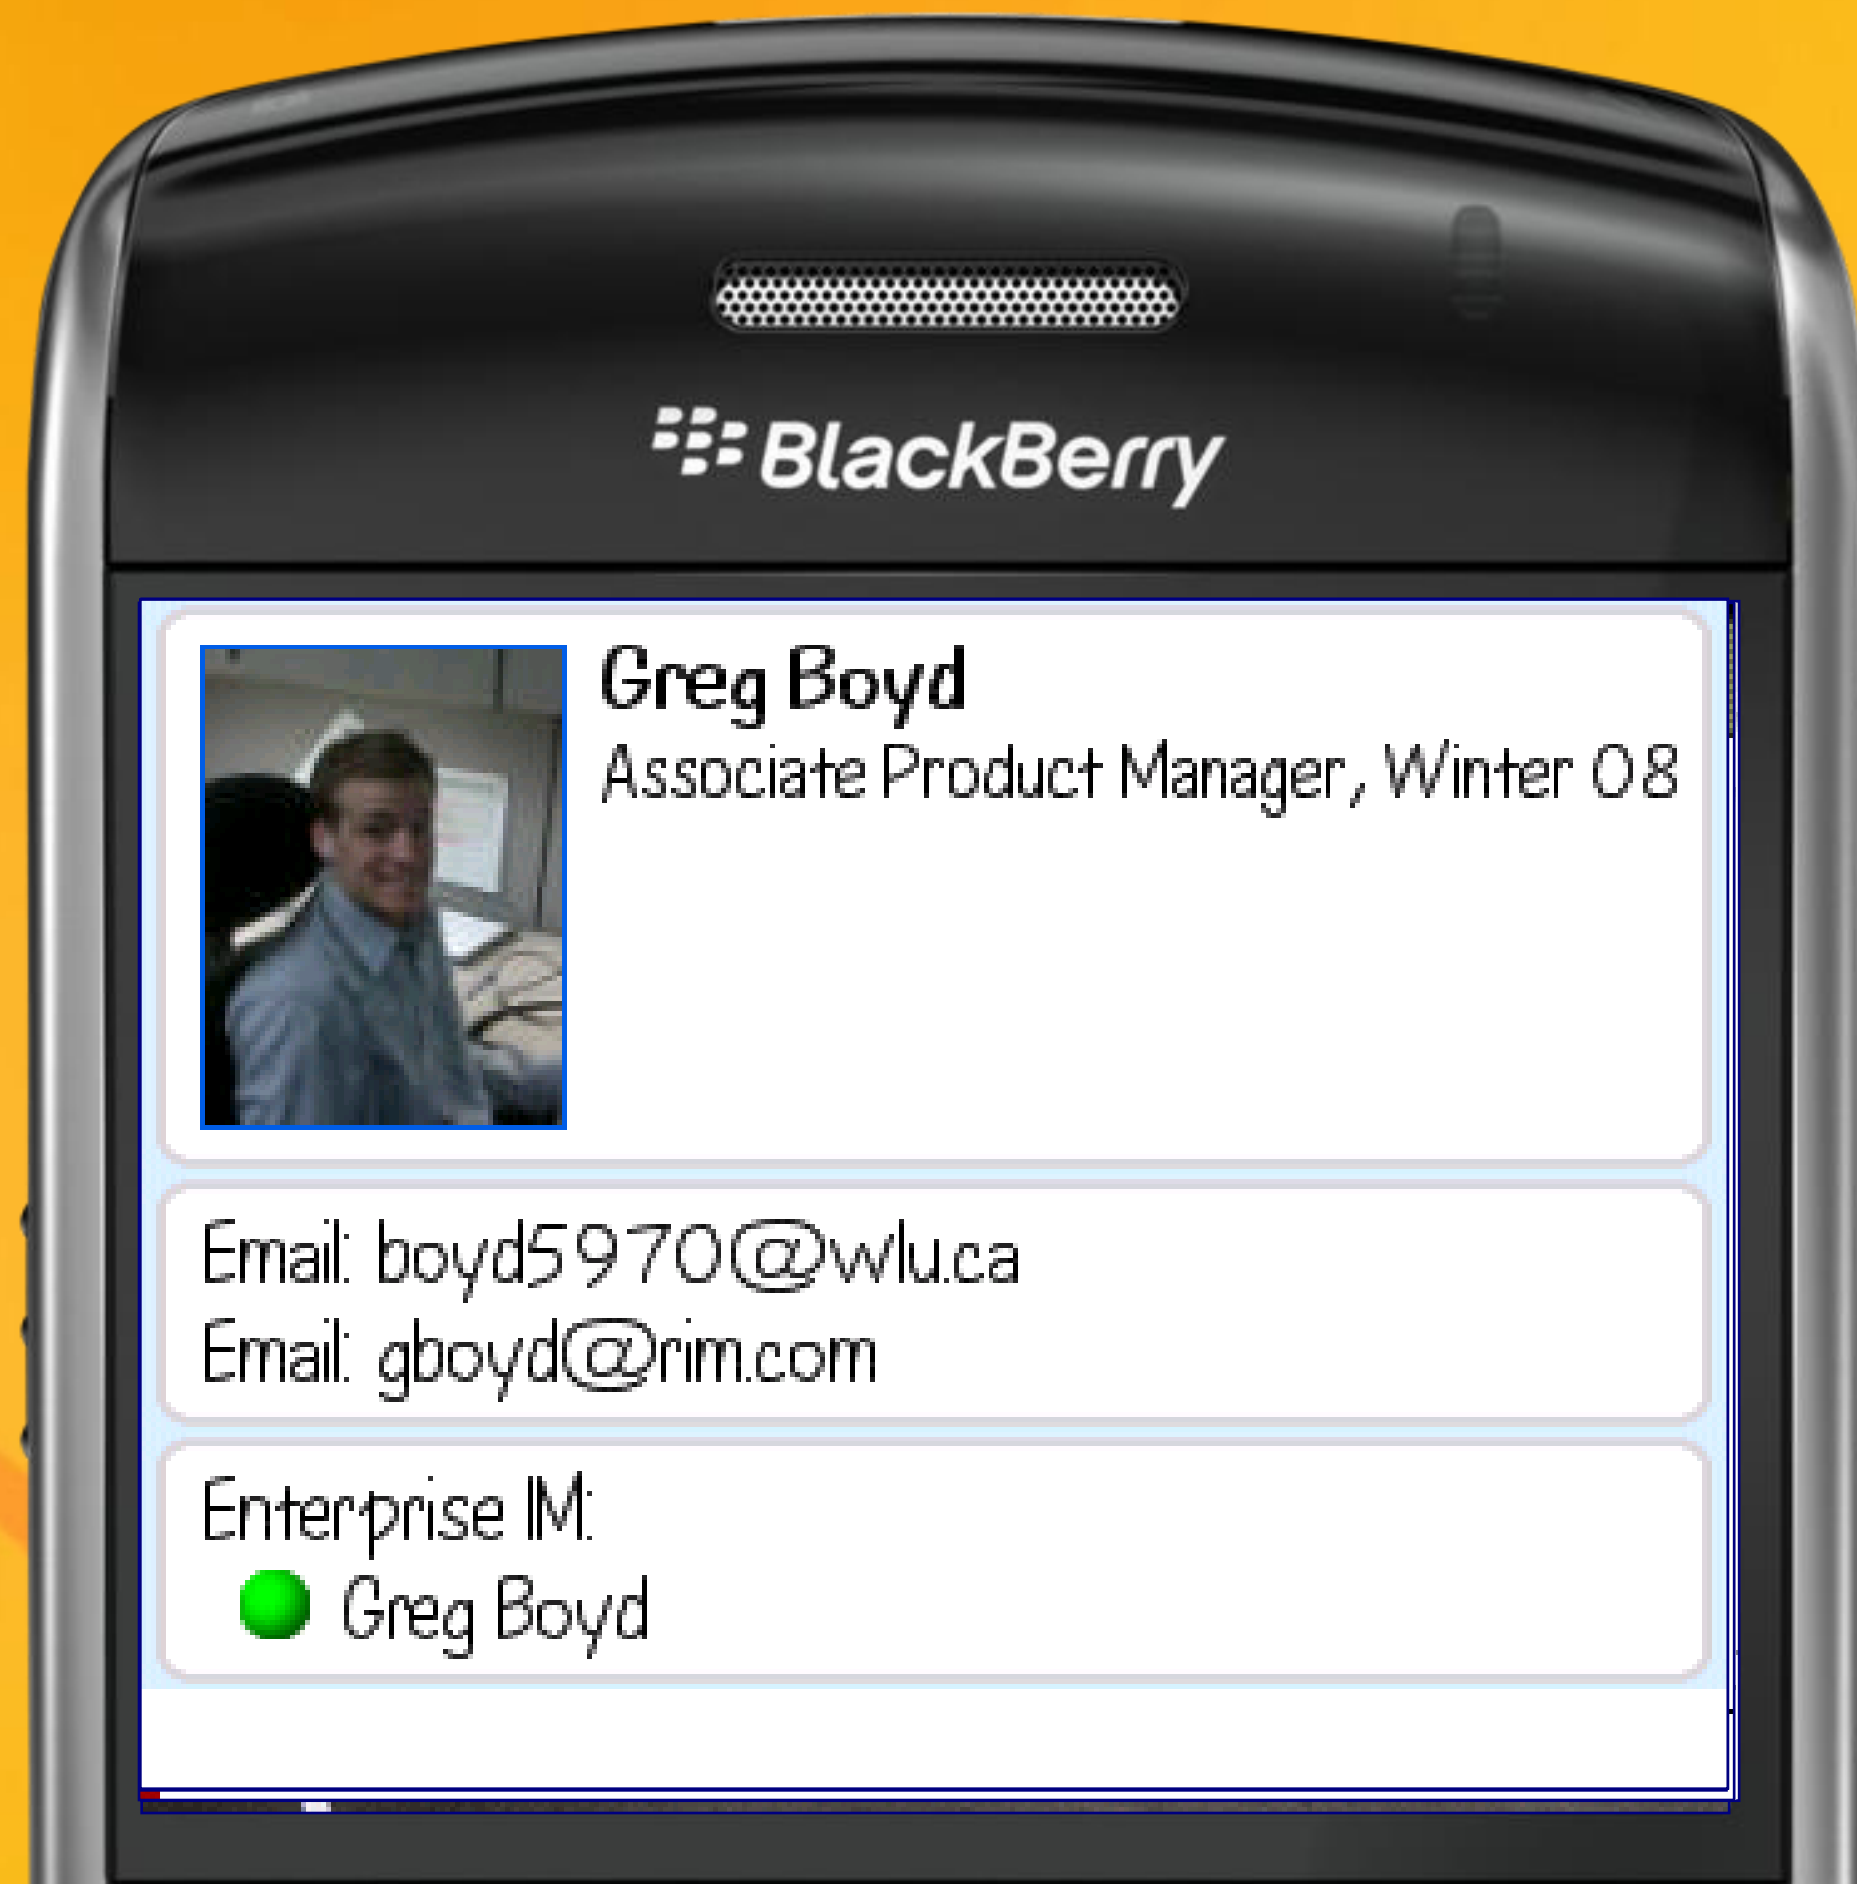 BlackBerry
Greg Boyd
Associate Product Manager, Winter 08
Email: boyd5970@wlu.ca
Email: gboyd@rim.com
Enterprise IM:
Greg Boyd